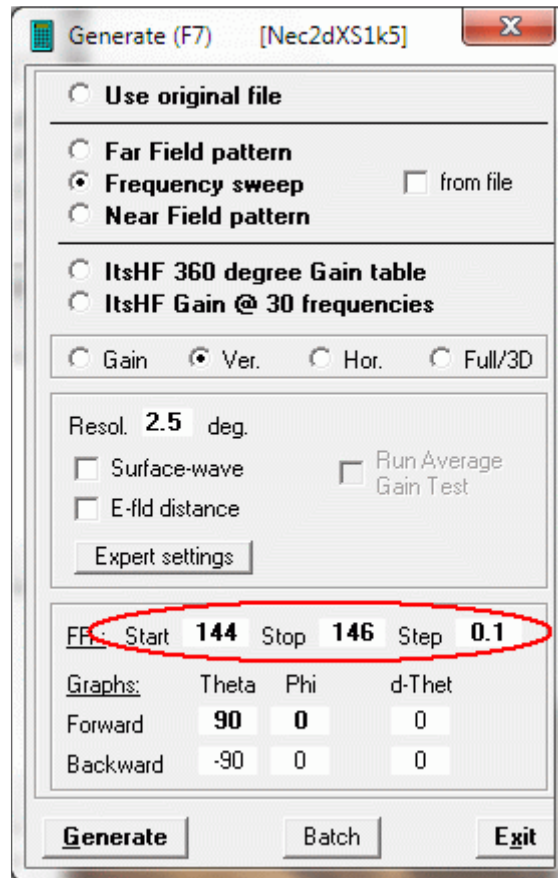 Generate (F7) [Nec2dXS1k5]
Use original file
Far Field pattern
Frequency sweep from file
Near Field pattern
ItsHF 360 degree Gain table
ItsHF Gain @ 30 frequencies
Gain Ver. Hor. Full/3D
Resol. 2.5 deg.
Surface-wave Run Average
Gain Test
E-fld distance
Expert settings
Start 144 Stop 146 Step 0.1
Graphs: Theta Phi d-Thet
Forward 90 0 0
Backward -90 0 0
Generate Batch Exit